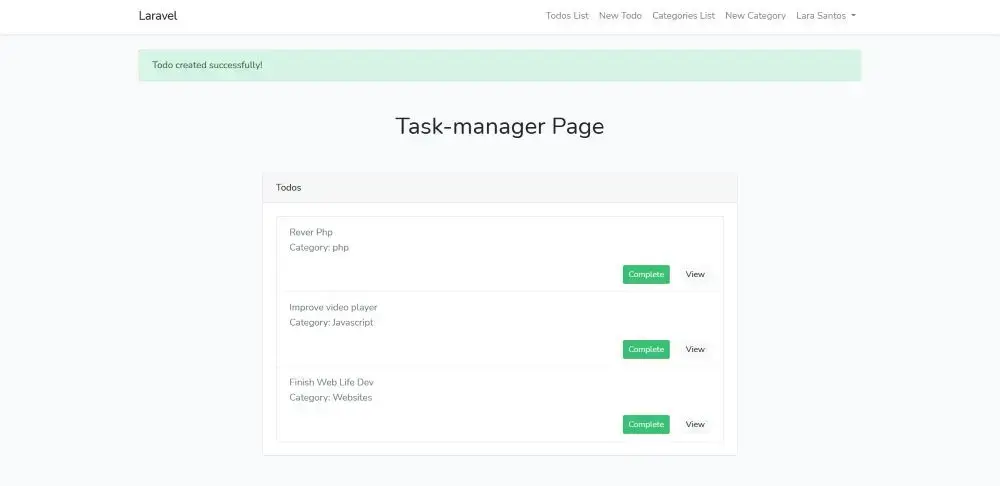 Laravel
Todos List New Todo Categories List New Category Lara Santos
Todo created successfully!
Task-manager Page
Todos
Rever Php
Category: php
Complete View
Improve video player
Category: Javascript
Complete View
Finish Web Life Dev
Category: Websites
Complete View